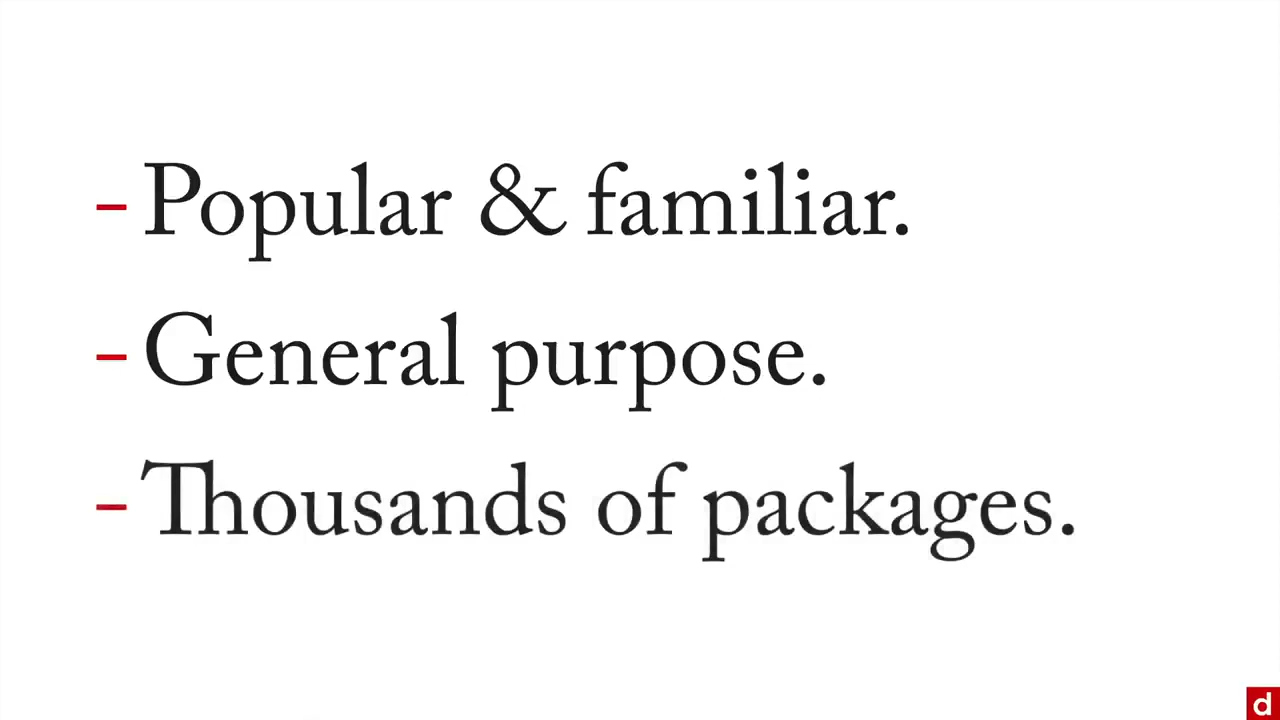 - Popular & familiar.
- General purpose.
- Thousands of packages.
d